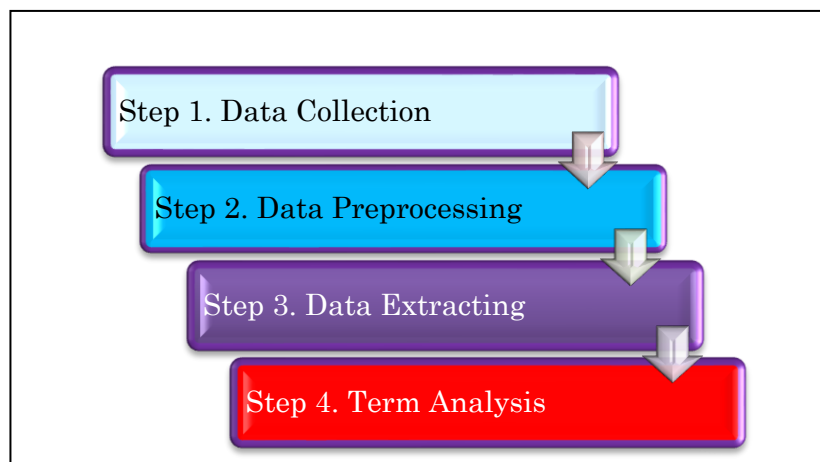 Step 1. Data Collection
Step 2. Data Preprocessing
Step 3. Data Extracting
Step 4. Term Analysis